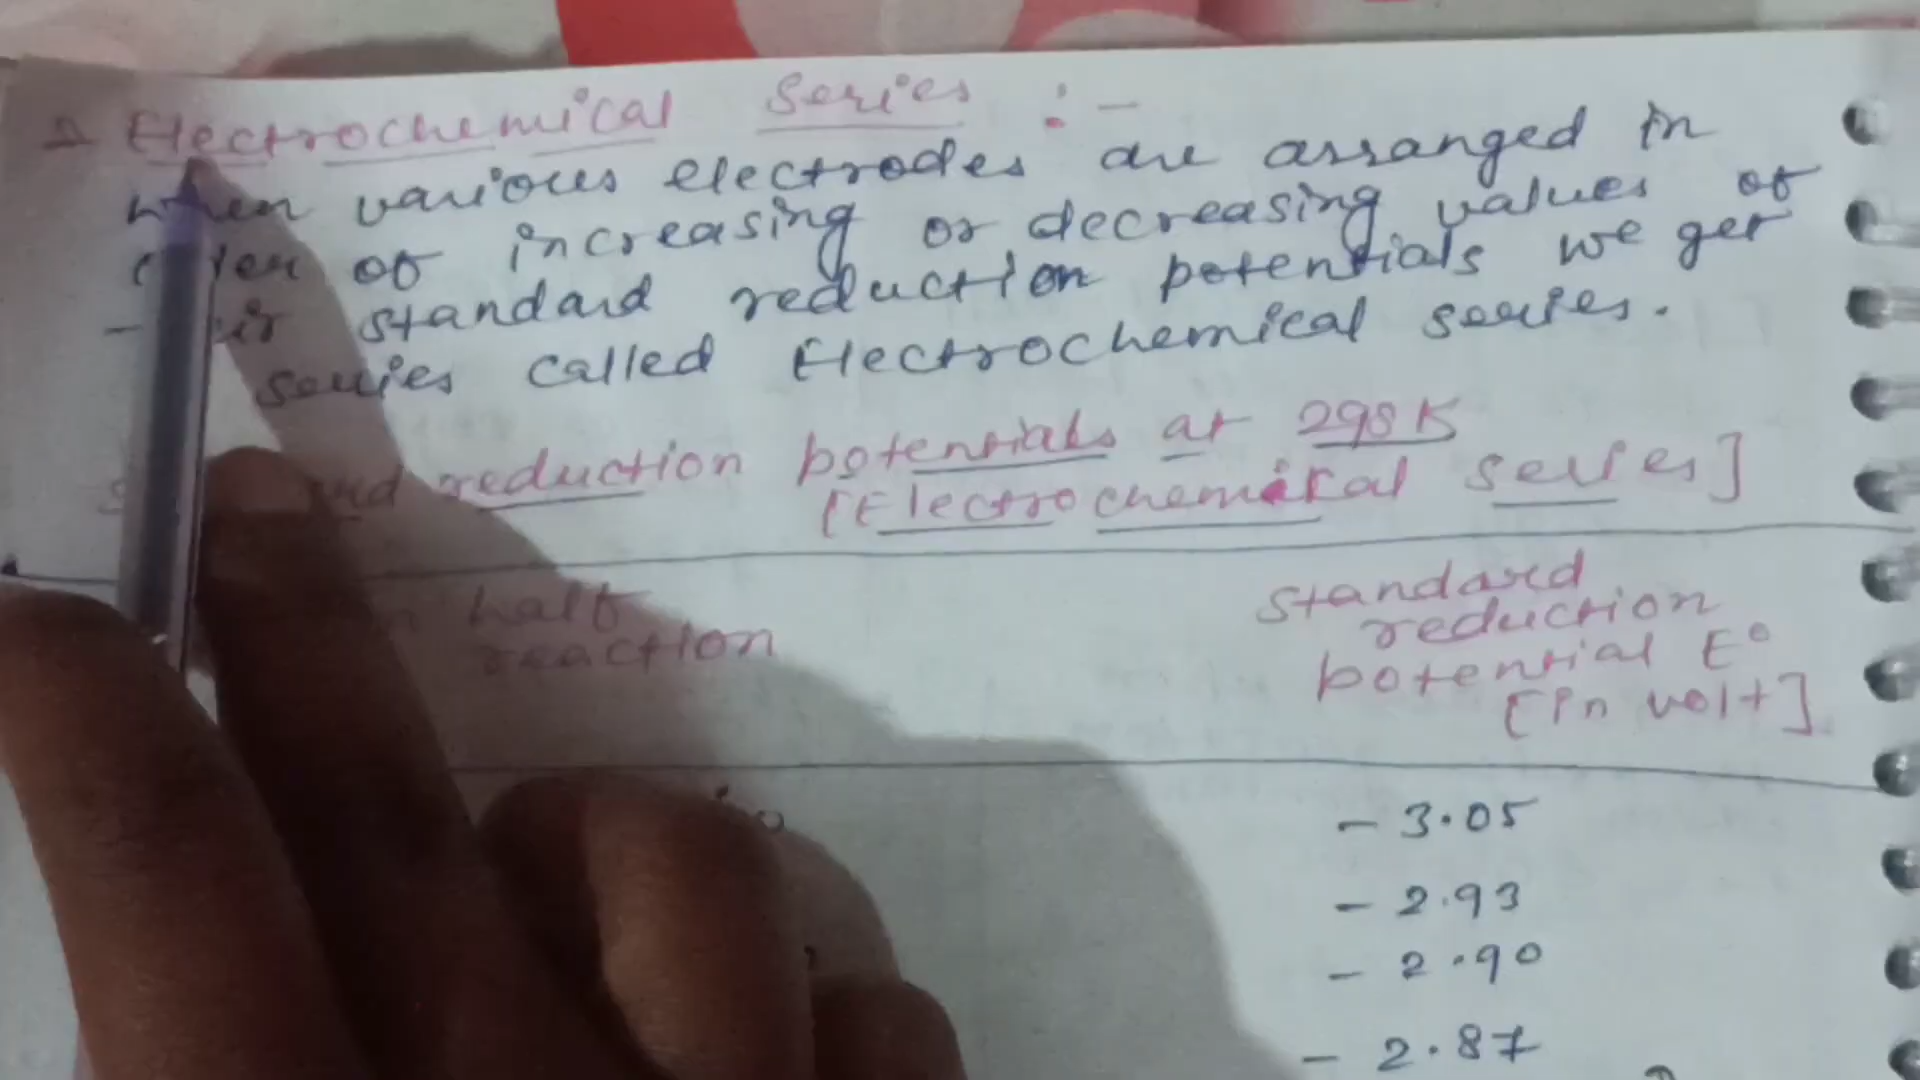 Electrochemical Series :-
when various electrodes are arranged in
of increasing or decreasing values of
standard reduction potentials we get
series called Electrochemical series.
reduction potentials at 298K
[Electrochemical series]
half
reaction
standard
reduction
potential E°
[in volt]
- 3.05
- 2.93
- 2.90
- 2.87